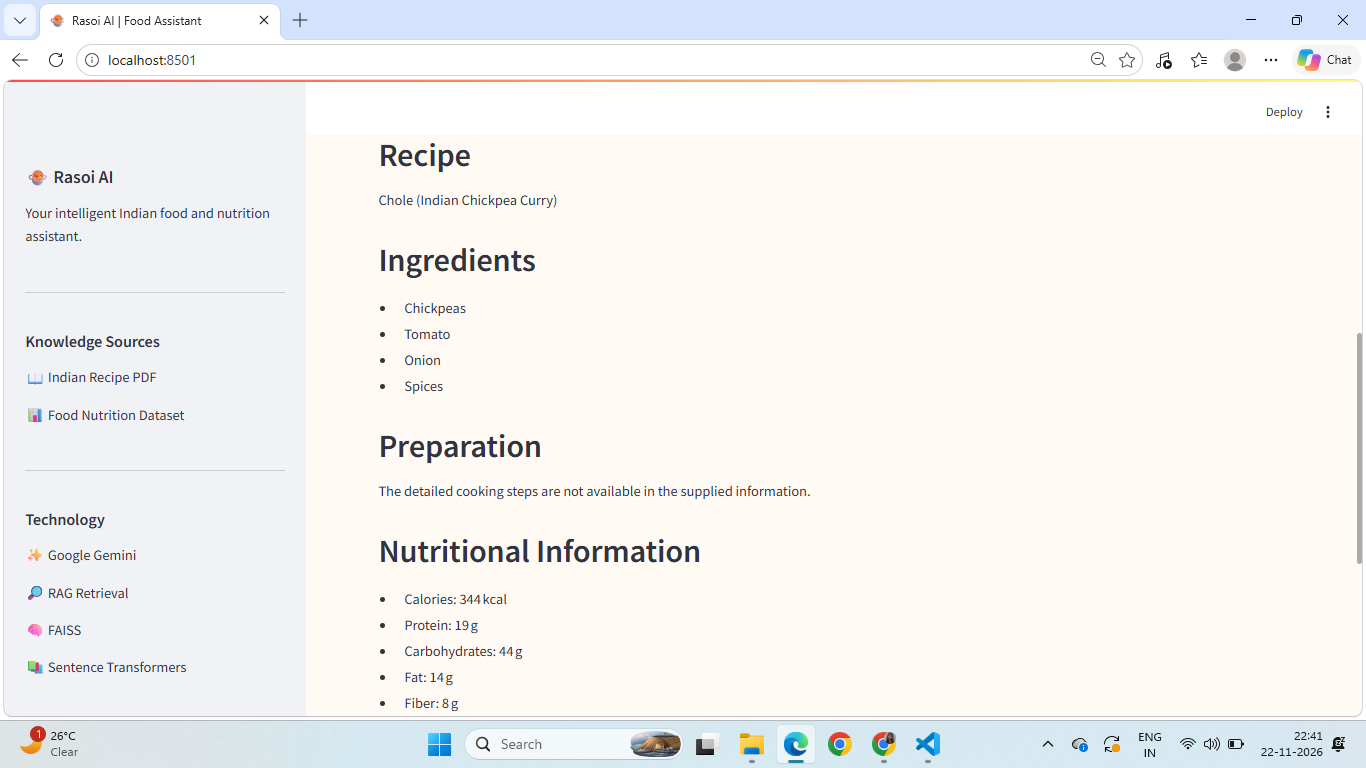 Rasoi AI | Food Assistant
localhost:8501
Chat
Deploy
Rasoi AI
Your intelligent Indian food and nutrition
assistant.
Knowledge Sources
Indian Recipe PDF
Food Nutrition Dataset
Technology
Google Gemini
RAG Retrieval
FAISS
Sentence Transformers
Recipe
Chole (Indian Chickpea Curry)
Ingredients
• Chickpeas
• Tomato
• Onion
• Spices
Preparation
The detailed cooking steps are not available in the supplied information.
Nutritional Information
• Calories: 344 kcal
• Protein: 19 g
• Carbohydrates: 44 g
• Fat: 14 g
• Fiber: 8 g
1
26°C
Clear
Search
ENG
IN
22:41
22-11-2026